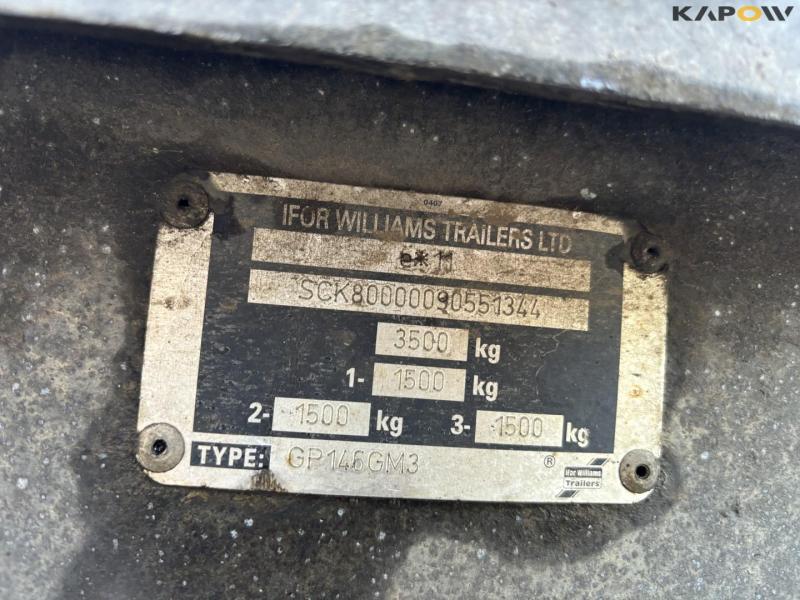 KAPOW
0407
IFOR WILLIAMS TRAILERS LTD
e*11
SCK80000090551344
3500 kg
1- 1500 kg
2- 1500 kg 3- 1500 kg
TYPE: GP146GM3 ®
Ifor Williams
Trailers